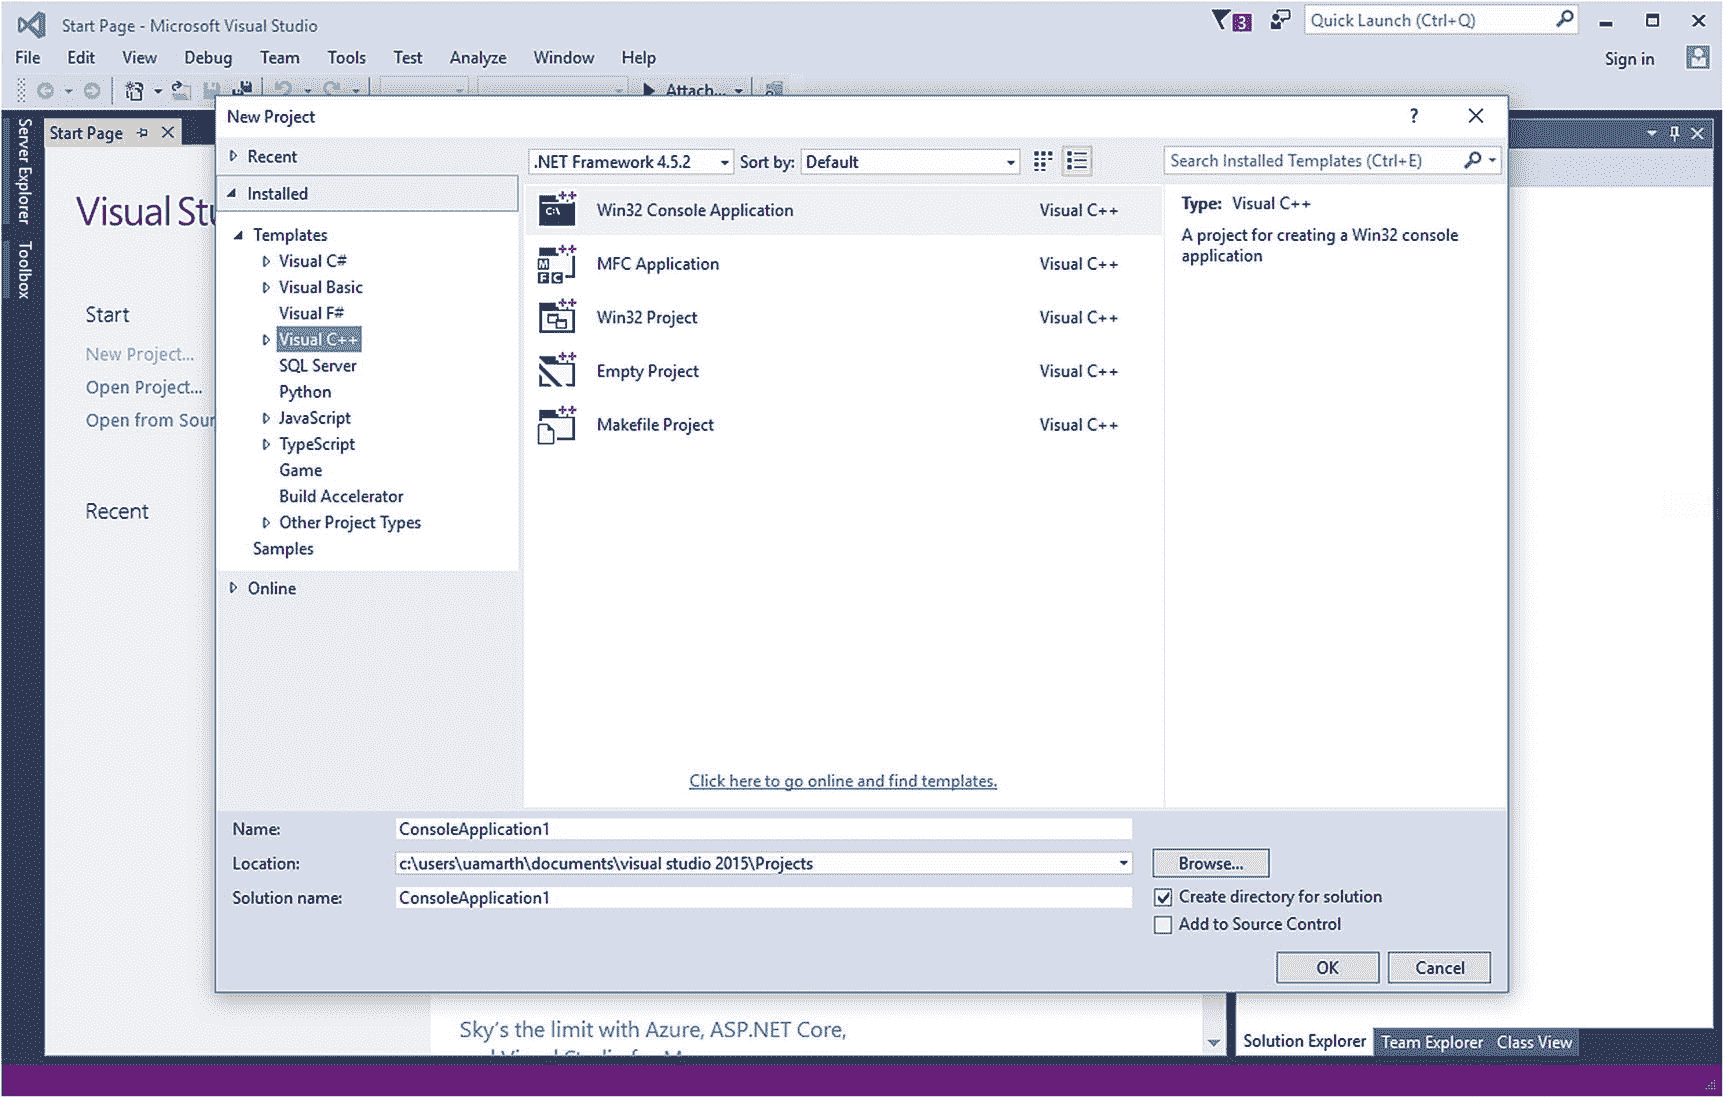 Start Page - Microsoft Visual Studio
3
Quick Launch (Ctrl+Q)
File Edit View Debug Team Tools Test Analyze Window Help
Sign in
Attach...
Server Explorer
Toolbox
Start Page
Visual Stu
Start
New Project...
Open Project...
Open from Sour
Recent
New Project
?
Recent
Installed
Templates
Visual C#
Visual Basic
Visual F#
Visual C++
SQL Server
Python
JavaScript
TypeScript
Game
Build Accelerator
Other Project Types
Samples
Online
.NET Framework 4.5.2 Sort by: Default
Search Installed Templates (Ctrl+E)
C:\ Win32 Console Application Visual C++
MFC MFC Application Visual C++
Win32 Project Visual C++
Empty Project Visual C++
Makefile Project Visual C++
Click here to go online and find templates.
Type: Visual C++
A project for creating a Win32 console
application
Name: ConsoleApplication1
Location: c:\users\uamarth\documents\visual studio 2015\Projects
Browse...
Solution name: ConsoleApplication1
Create directory for solution
Add to Source Control
OK Cancel
Sky's the limit with Azure, ASP.NET Core,
Solution Explorer Team Explorer Class View